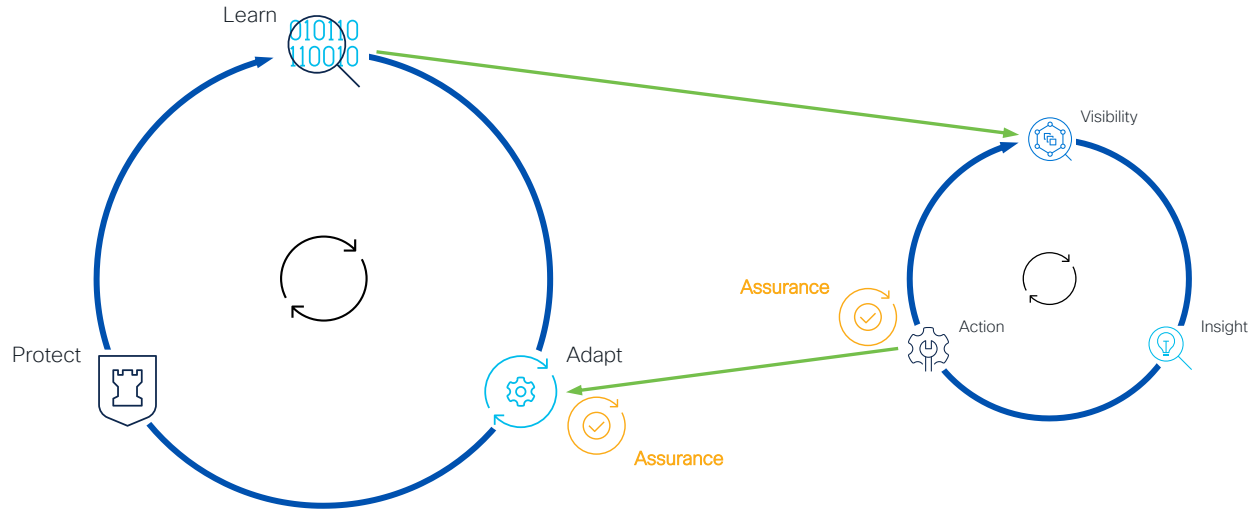 Learn
010110
110010
Visibility
Assurance
Action
Insight
Protect
Adapt
Assurance